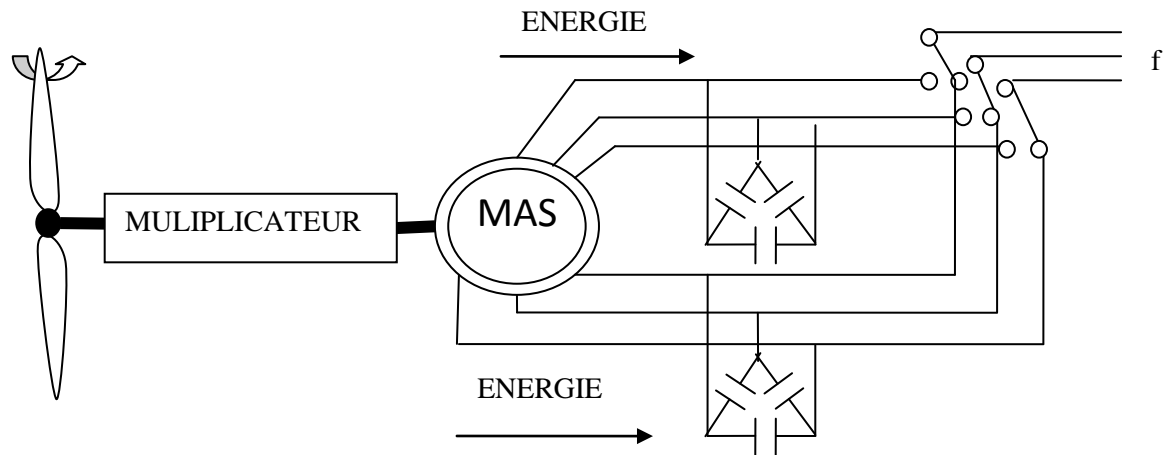 ENERGIE
f
MULIPLICATEUR
MAS
ENERGIE